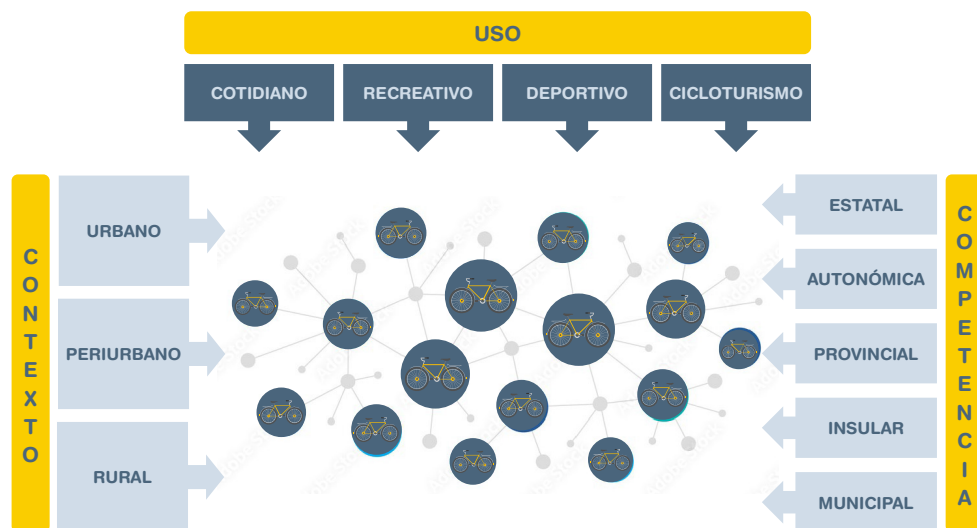 USO
COTIDIANO
RECREATIVO
DEPORTIVO
CICLOTURISMO
CONTEXTO
URBANO
PERIURBANO
RURAL
ESTATAL
AUTONÓMICA
PROVINCIAL
INSULAR
MUNICIPAL
COMPETENCIA